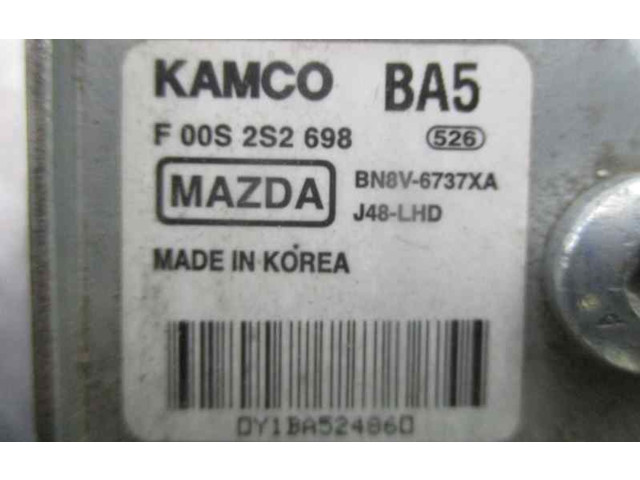 KAMCO BA5
F 00S 2S2 698 526
MAZDA BN8V-6737XA
J48-LHD
MADE IN KOREA
DY1BA524860